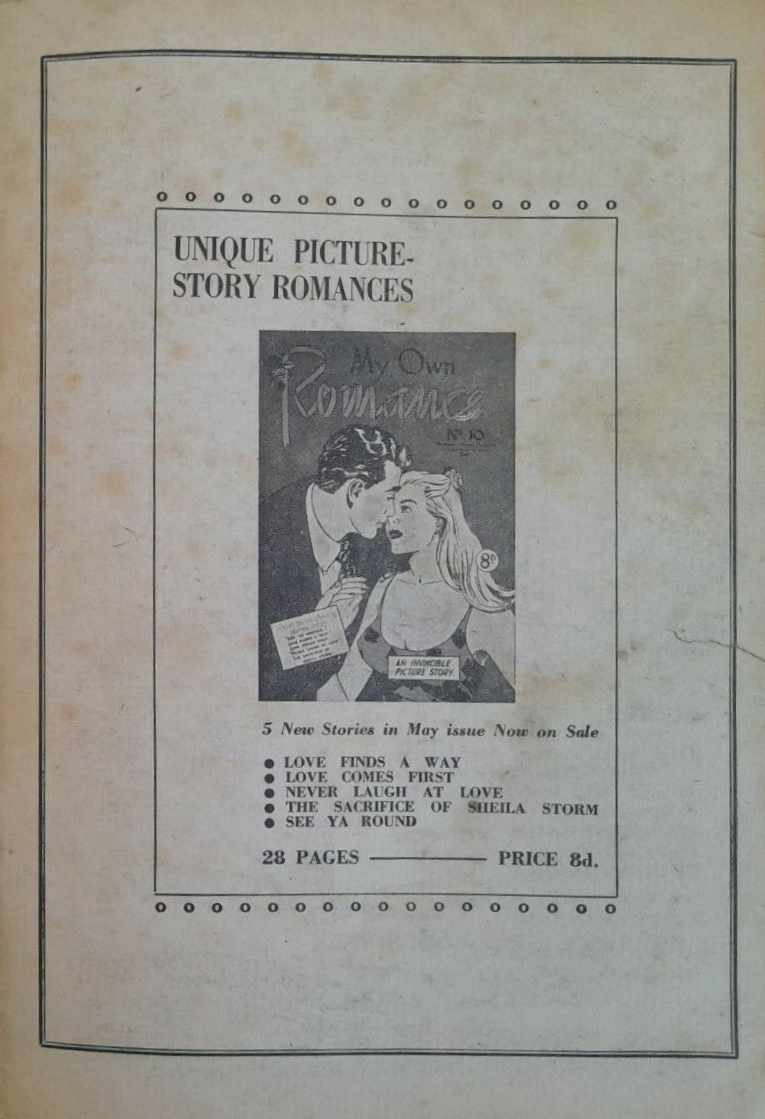 o o o o o o o o o o o o o o o o o
UNIQUE PICTURE-
STORY ROMANCES
My Own
Romance
No 10
8D
AN INVINCIBLE
PICTURE STORY
5 New Stories in May issue Now on Sale
● LOVE FINDS A WAY
● LOVE COMES FIRST
● NEVER LAUGH AT LOVE
● THE SACRIFICE OF SHEILA STORM
● SEE YA ROUND
28 PAGES ———— PRICE 8d.
o o o o o o o o o o o o o o o o o